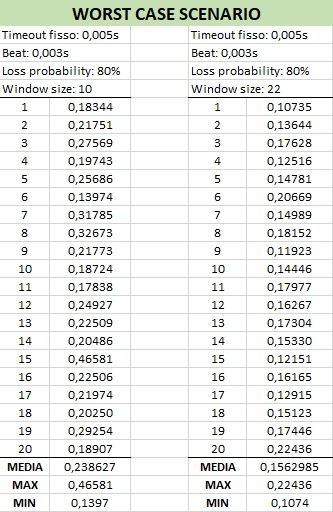 WORST CASE SCENARIO
Timeout fisso: 0,005s Timeout fisso: 0,005s
Beat: 0,003s Beat: 0,003s
Loss probability: 80% Loss probability: 80%
Window size: 10 Window size: 22
1 0,18344 1 0,10735
2 0,21751 2 0,13644
3 0,27569 3 0,17628
4 0,19743 4 0,12516
5 0,25686 5 0,14781
6 0,13974 6 0,20669
7 0,31785 7 0,14989
8 0,32673 8 0,18152
9 0,21773 9 0,11923
10 0,18724 10 0,14446
11 0,17838 11 0,17977
12 0,24927 12 0,16267
13 0,22509 13 0,17304
14 0,20486 14 0,15330
15 0,46581 15 0,12151
16 0,22506 16 0,16165
17 0,21974 17 0,12915
18 0,20250 18 0,15123
19 0,29254 19 0,17446
20 0,18907 20 0,22436
MEDIA 0,238627 MEDIA 0,1562985
MAX 0,46581 MAX 0,22436
MIN 0,1397 MIN 0,1074